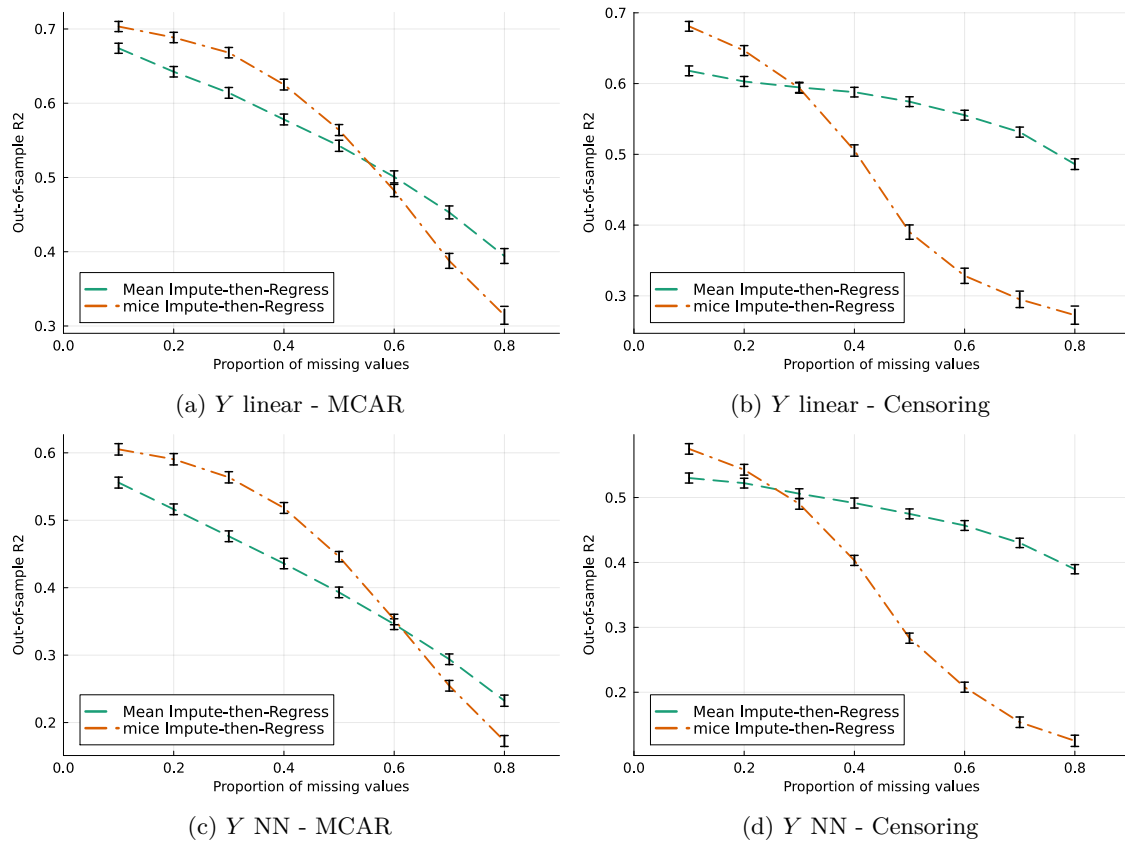 0.7
0.6
0.5
0.4
0.3
Out-of-sample R2
Mean Impute-then-Regress
mice Impute-then-Regress
0.0 0.2 0.4 0.6 0.8
Proportion of missing values
(a) Y linear - MCAR
0.7
0.6
0.5
0.4
0.3
Out-of-sample R2
Mean Impute-then-Regress
mice Impute-then-Regress
0.0 0.2 0.4 0.6 0.8
Proportion of missing values
(b) Y linear - Censoring
0.6
0.5
0.4
0.3
0.2
Out-of-sample R2
Mean Impute-then-Regress
mice Impute-then-Regress
0.0 0.2 0.4 0.6 0.8
Proportion of missing values
(c) Y NN - MCAR
0.5
0.4
0.3
0.2
Out-of-sample R2
Mean Impute-then-Regress
mice Impute-then-Regress
0.0 0.2 0.4 0.6 0.8
Proportion of missing values
(d) Y NN - Censoring